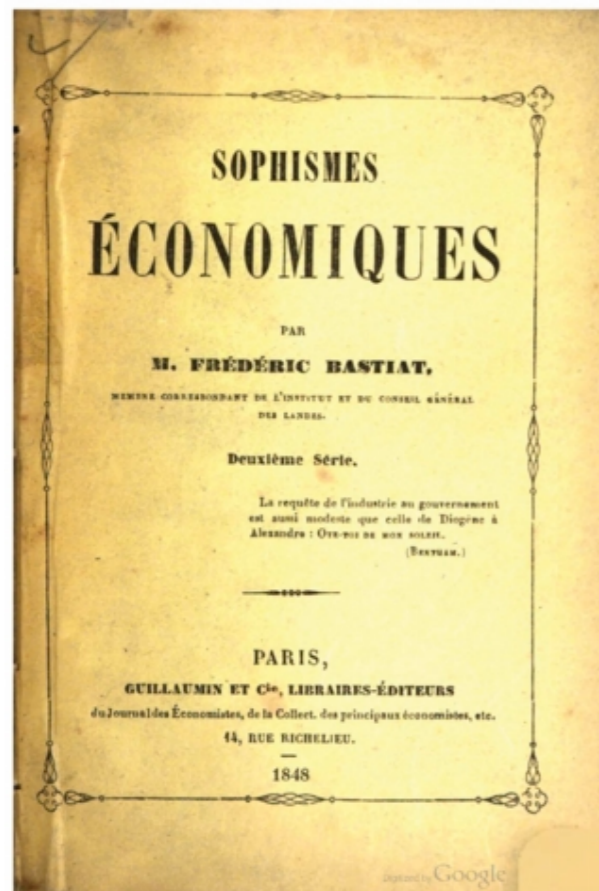 SOPHISMES
ÉCONOMIQUES
PAR
M. FRÉDÉRIC BASTIAT,
MEMBRE CORRESPONDANT DE L'INSTITUT ET DU CONSEIL GÉNÉRAL
DES LANDES.
Deuxième Série.
La requête de l'industrie au gouvernement
est aussi modeste que celle de Diogène à
Alexandre : OTE-TOI DE MON SOLEIL.
(BENTHAM.)
PARIS,
GUILLAUMIN ET Cie, LIBRAIRES-ÉDITEURS
du Journal des Économistes, de la Collect. des principaux économistes, etc.
14, RUE RICHELIEU.
1848
Digitized by Google